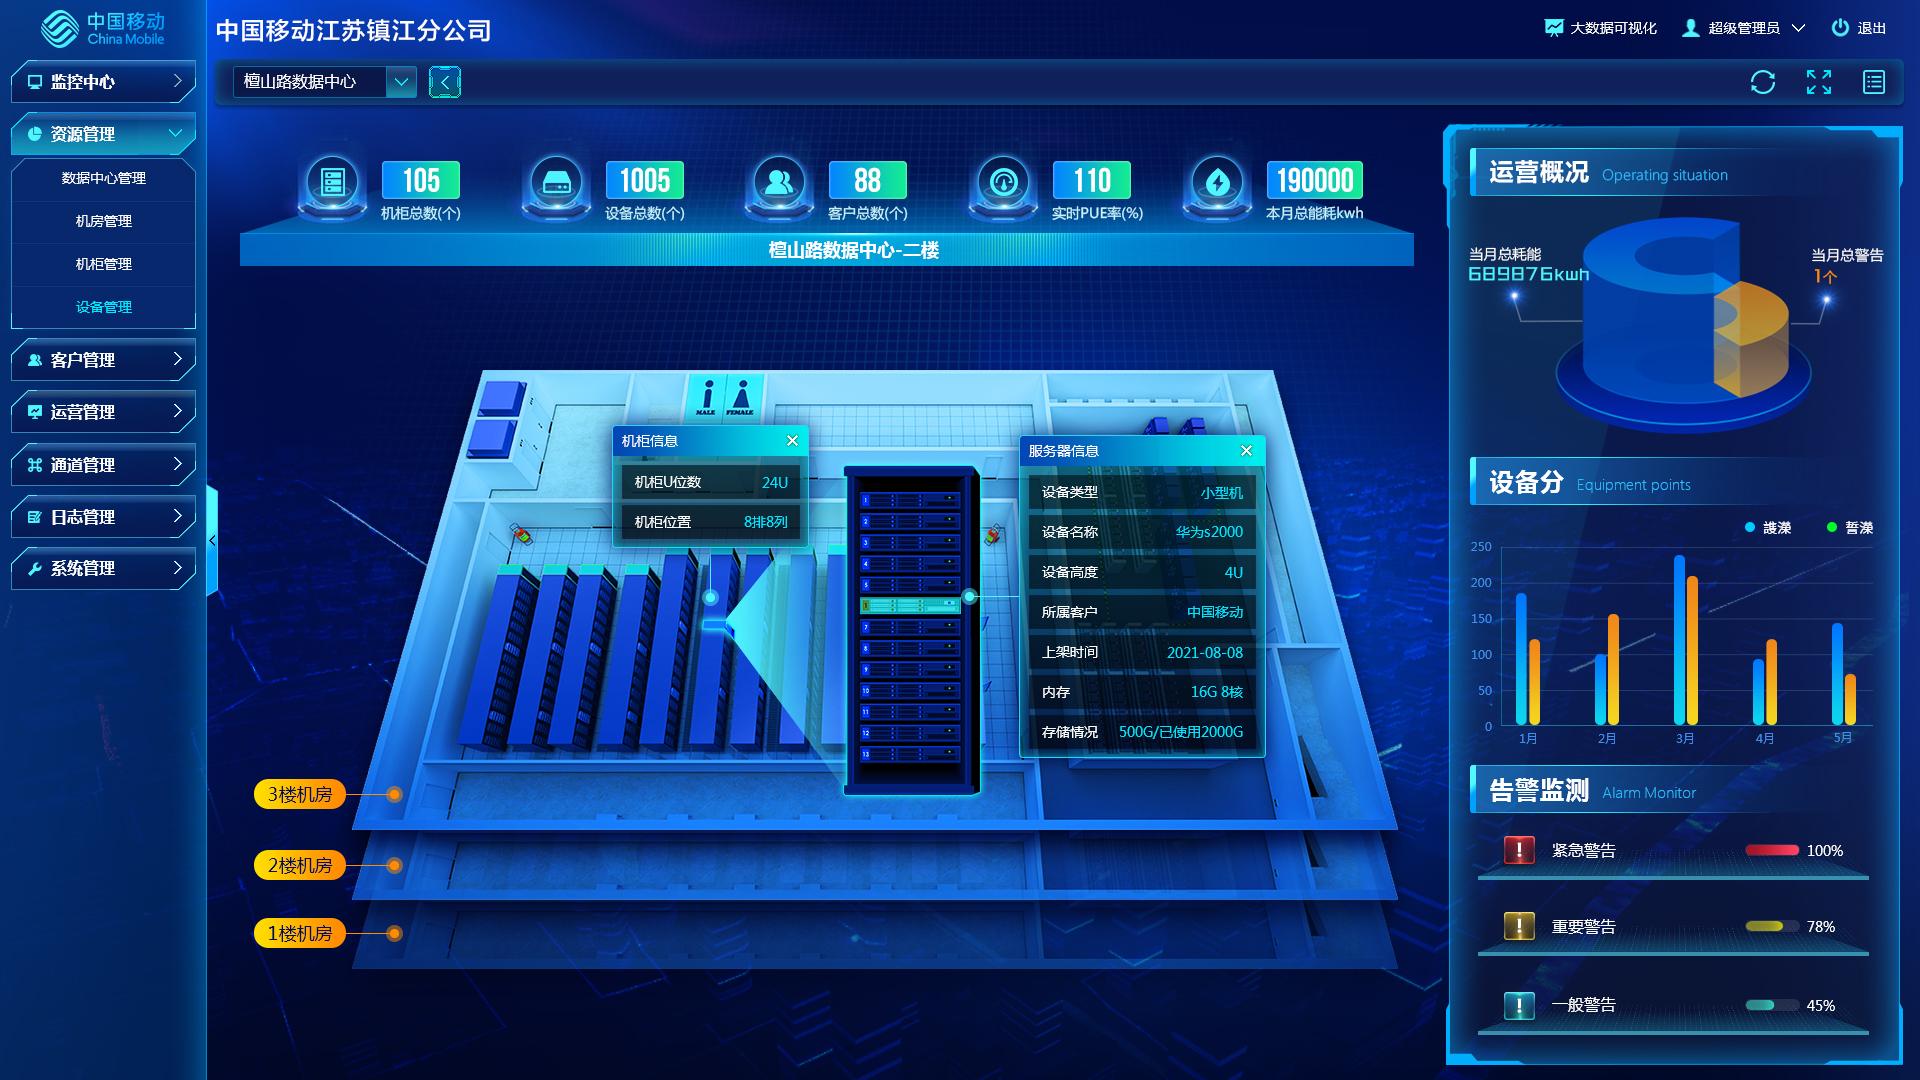 中国移动
China Mobile
中国移动江苏镇江分公司
大数据可视化
超级管理员
退出
檀山路数据中心
监控中心
资源管理
数据中心管理
机房管理
机柜管理
设备管理
客户管理
运营管理
通道管理
日志管理
系统管理
105
机柜总数(个)
1005
设备总数(个)
88
客户总数(个)
110
实时PUE率(%)
190000
本月总能耗kwh
檀山路数据中心-二楼
MALE
FEMALE
机柜信息
机柜U位数 24U
机柜位置 8排8列
1
2
3
4
5
7
8
9
10
11
12
13
服务器信息
设备类型 小型机
设备名称 华为s2000
设备高度 4U
所属客户 中国移动
上架时间 2021-08-08
内存 16G 8核
存储情况 500G/已使用2000G
3楼机房
2楼机房
1楼机房
运营概况 Operating situation
当月总耗能
689876kwh
当月总警告
1个
设备分 Equipment points
250
200
150
100
50
0
1月
2月
3月
4月
5月
告警监测 Alarm Monitor
紧急警告 100%
重要警告 78%
一般警告 45%